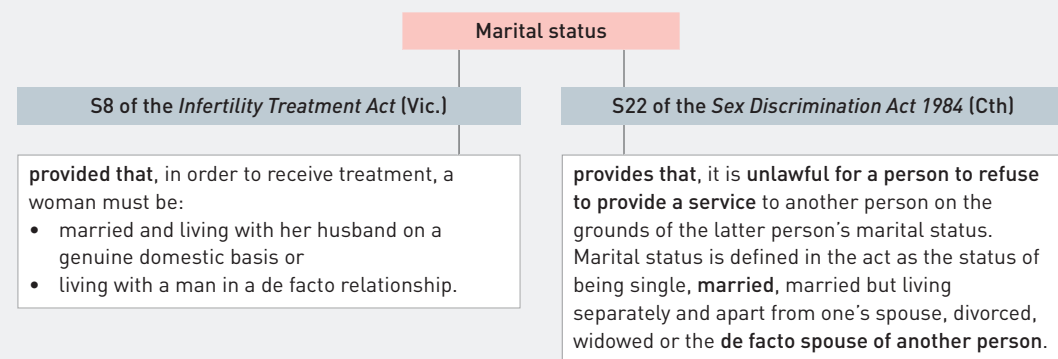 Marital status
S8 of the Infertility Treatment Act (Vic.)
provided that, in order to receive treatment, a
woman must be:
• married and living with her husband on a
genuine domestic basis or
• living with a man in a de facto relationship.
S22 of the Sex Discrimination Act 1984 (Cth)
provides that, it is unlawful for a person to refuse
to provide a service to another person on the
grounds of the latter person’s marital status.
Marital status is defined in the act as the status of
being single, married, married but living
separately and apart from one’s spouse, divorced,
widowed or the de facto spouse of another person.